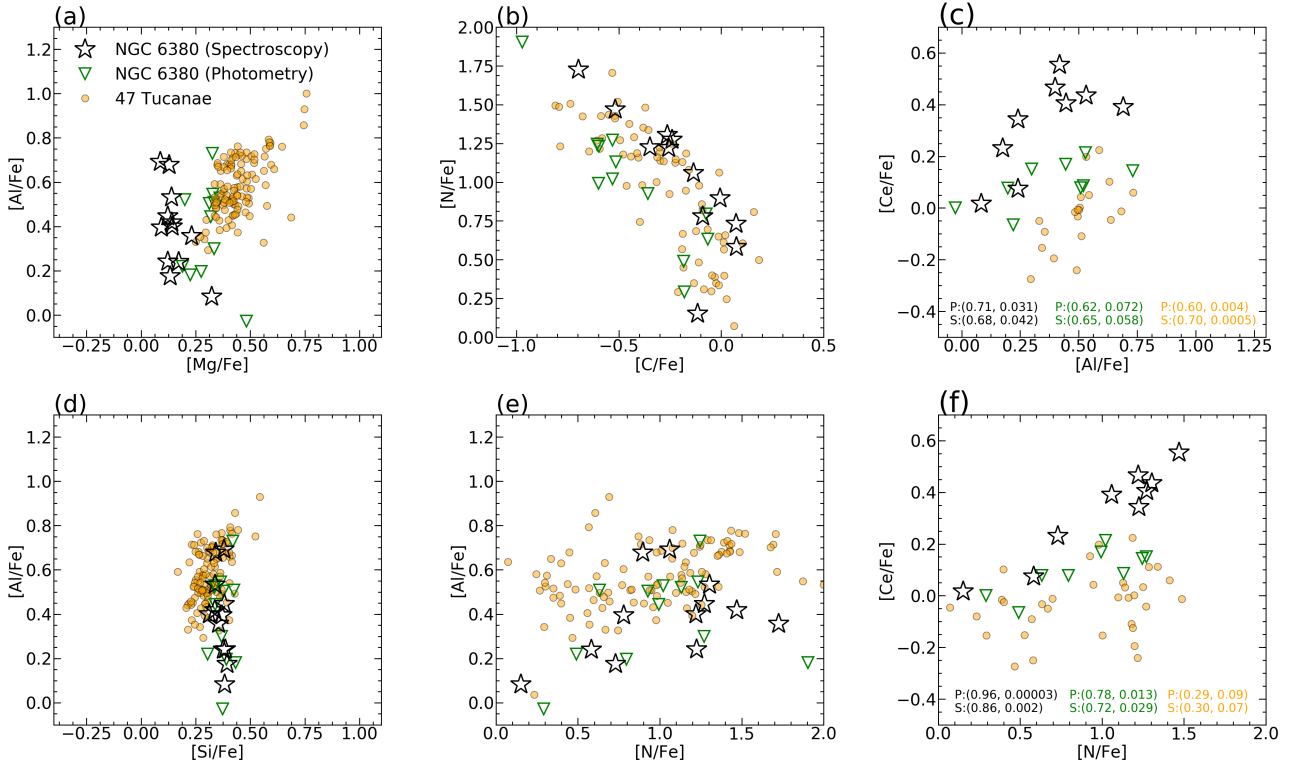 (a)
[Al/Fe]
1.2
1.0
0.8
0.6
0.4
0.2
0.0
NGC 6380 (Spectroscopy)
NGC 6380 (Photometry)
47 Tucanae
−0.25 0.00 0.25 0.50 0.75 1.00
[Mg/Fe]
(b)
[N/Fe]
2.00
1.75
1.50
1.25
1.00
0.75
0.50
0.25
0.00
−1.0 −0.5 0.0 0.5
[C/Fe]
(c)
[Ce/Fe]
0.6
0.4
0.2
0.0
−0.2
−0.4
P:(0.71, 0.031) P:(0.62, 0.072) P:(0.60, 0.004)
S:(0.68, 0.042) S:(0.65, 0.058) S:(0.70, 0.0005)
0.00 0.25 0.50 0.75 1.00 1.25
[Al/Fe]
(d)
[Al/Fe]
1.2
1.0
0.8
0.6
0.4
0.2
0.0
−0.25 0.00 0.25 0.50 0.75 1.00
[Si/Fe]
(e)
[Al/Fe]
1.2
1.0
0.8
0.6
0.4
0.2
0.0
0.0 0.5 1.0 1.5 2.0
[N/Fe]
(f)
[Ce/Fe]
0.6
0.4
0.2
0.0
−0.2
−0.4
P:(0.96, 0.00003) P:(0.78, 0.013) P:(0.29, 0.09)
S:(0.86, 0.002) S:(0.72, 0.029) S:(0.30, 0.07)
0.0 0.5 1.0 1.5 2.0
[N/Fe]